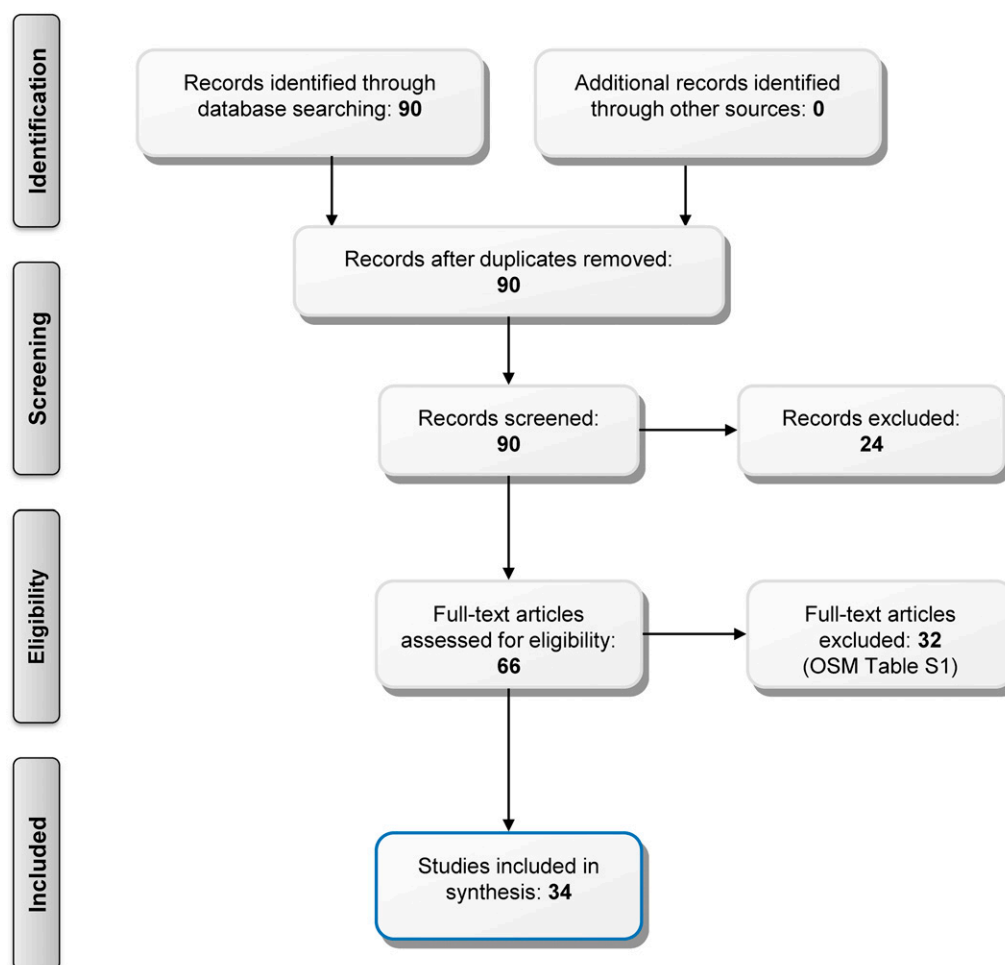 Identification
Records identified through
database searching: 90
Additional records identified
through other sources: 0
Records after duplicates removed:
90
Screening
Records screened:
90
Records excluded:
24
Eligibility
Full-text articles
assessed for eligibility:
66
Full-text articles
excluded: 32
(OSM Table S1)
Included
Studies included in
synthesis: 34